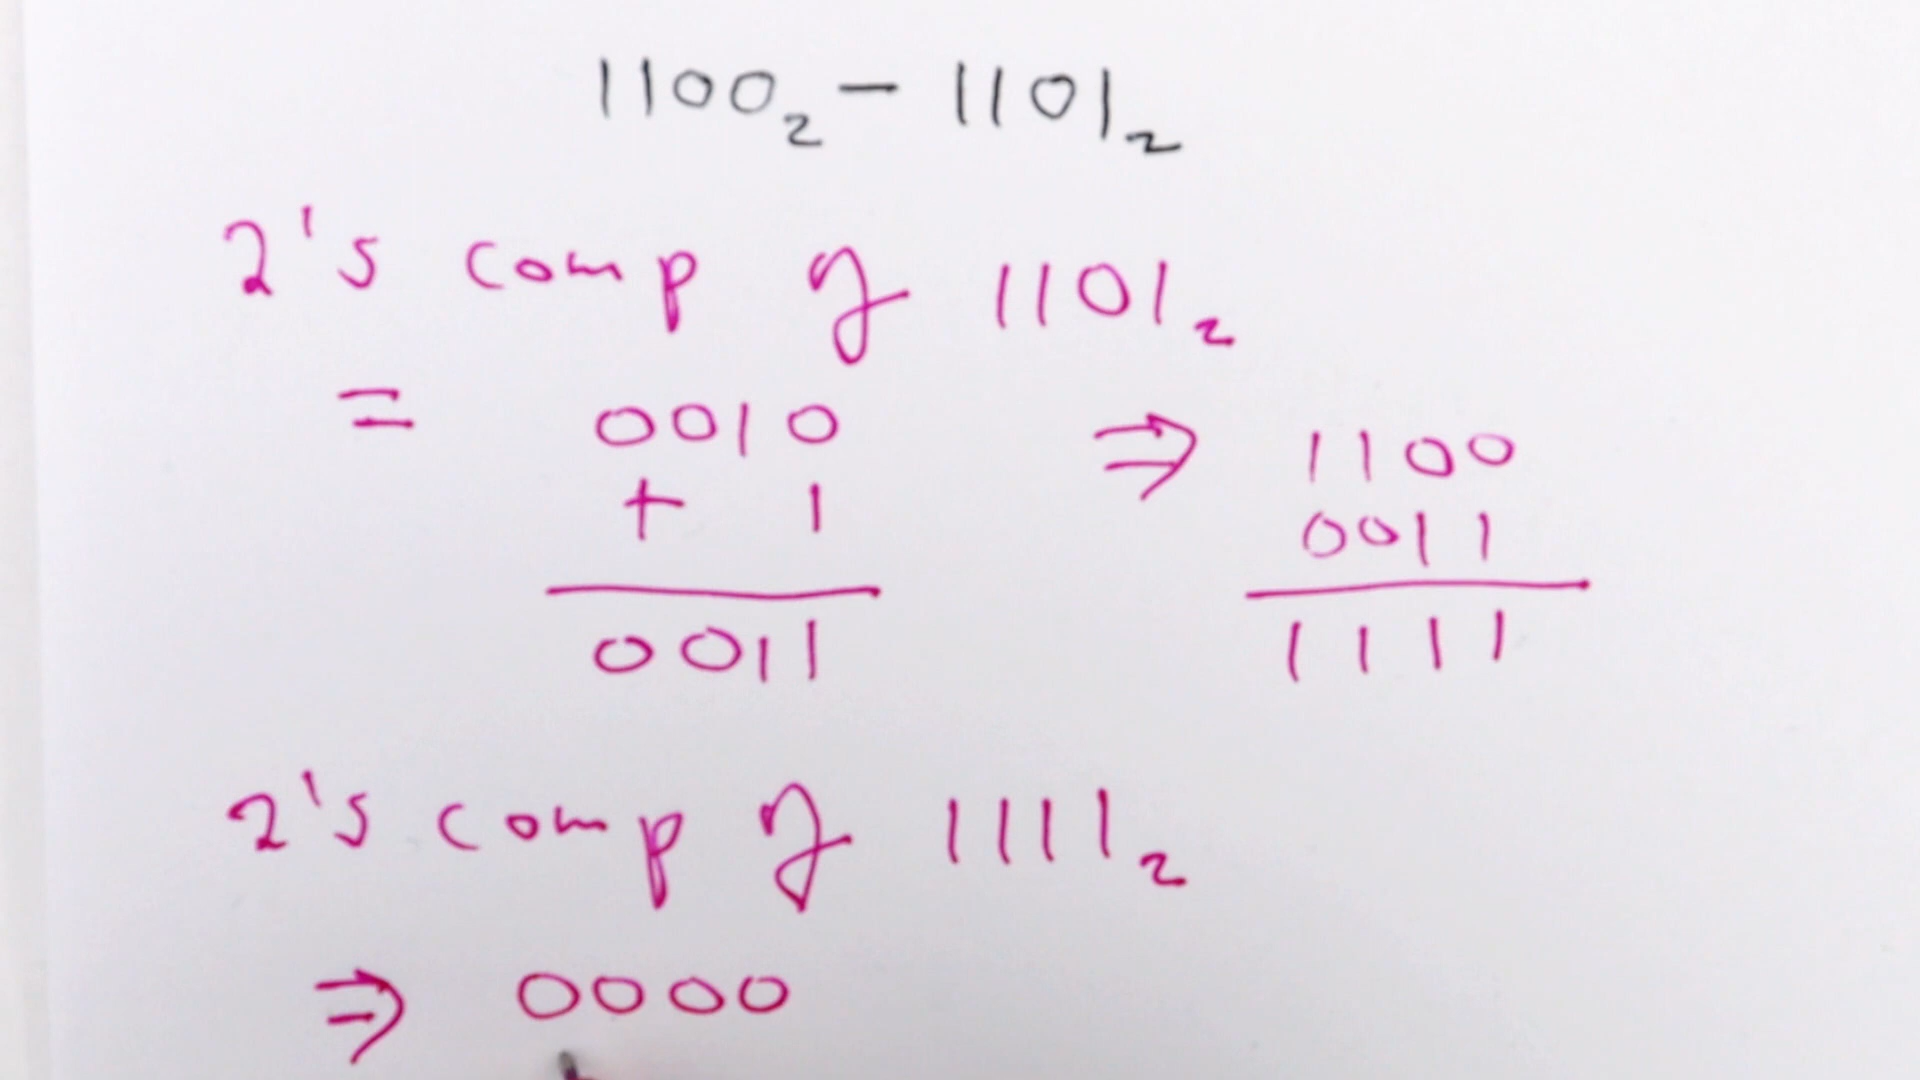 1100₂ - 1101₂
2's comp of 1101₂
= 0010 ⇒ 1100
+ 1 0011
0011 1111
2's comp of 1111₂
⇒ 0000